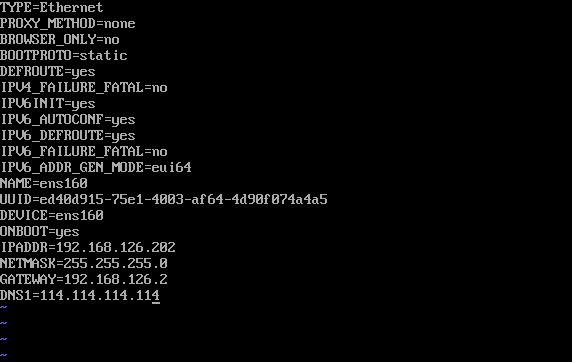 TYPE=Ethernet
PROXY_METHOD=none
BROWSER_ONLY=no
BOOTPROTO=static
DEFROUTE=yes
IPV4_FAILURE_FATAL=no
IPV6INIT=yes
IPV6_AUTOCONF=yes
IPV6_DEFROUTE=yes
IPV6_FAILURE_FATAL=no
IPV6_ADDR_GEN_MODE=eui64
NAME=ens160
UUID=ed40d915-75e1-4003-af64-4d90f074a4a5
DEVICE=ens160
ONBOOT=yes
IPADDR=192.168.126.202
NETMASK=255.255.255.0
GATEWAY=192.168.126.2
DNS1=114.114.114.114
~
~
~
~